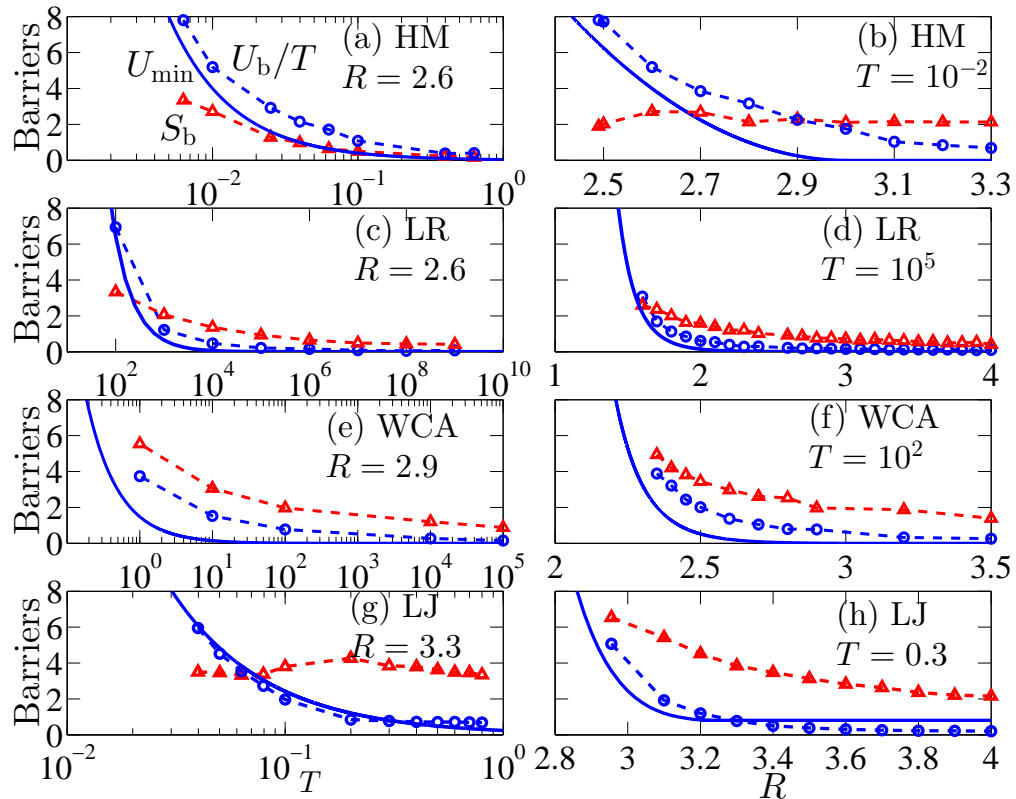 Barriers
8
6
4
2
0
U_min
U_b/T
S_b
(a) HM
R = 2.6
10^-2
10^-1
10^0
(b) HM
T = 10^-2
2.5
2.7
2.9
3.1
3.3
Barriers
8
6
4
2
0
(c) LR
R = 2.6
10^2
10^4
10^6
10^8
10^10
(d) LR
T = 10^5
1
2
3
4
Barriers
8
6
4
2
0
(e) WCA
R = 2.9
10^0
10^1
10^2
10^3
10^4
10^5
(f) WCA
T = 10^2
2
2.5
3
3.5
Barriers
8
6
4
2
0
(g) LJ
R = 3.3
10^-2
10^-1
10^0
T
(h) LJ
T = 0.3
2.8
3
3.2
3.4
3.6
3.8
4
R